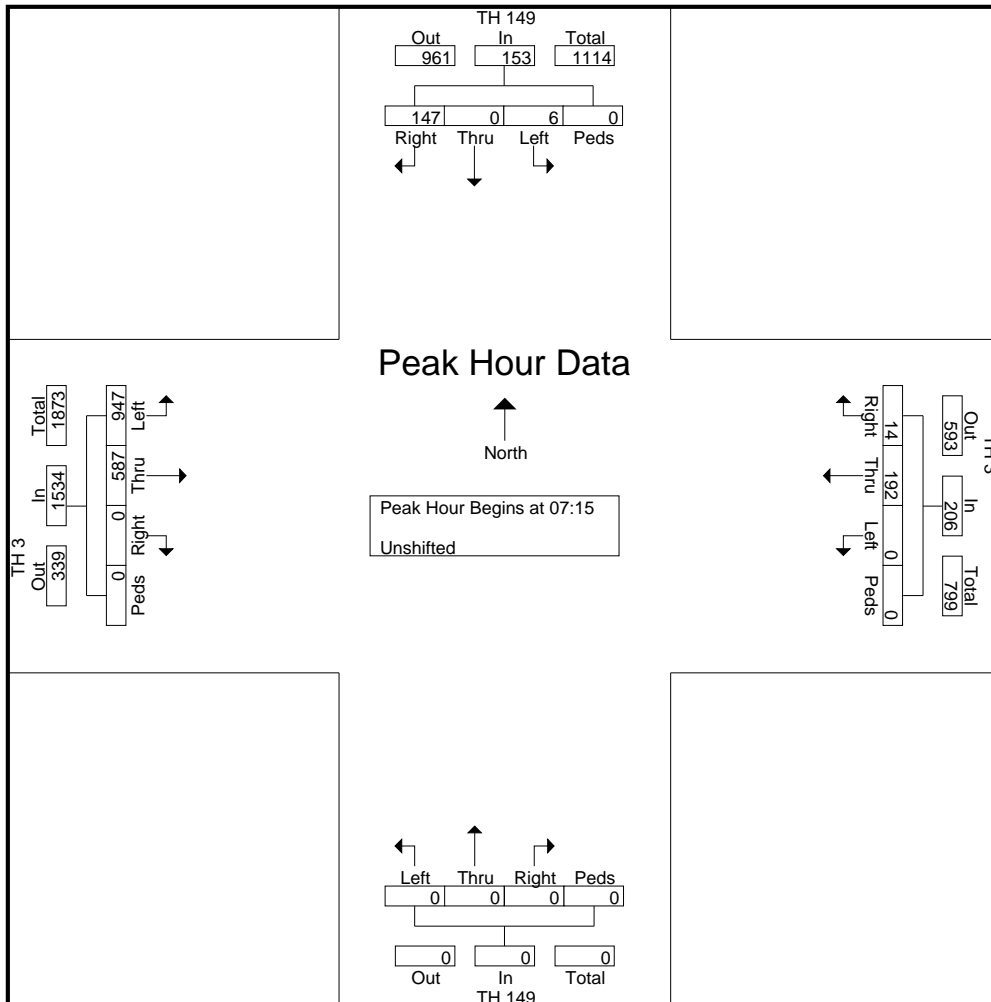 TH 149
Out In Total
961 153 1114
147 0 6 0
Right Thru Left Peds
Peak Hour Data
North
Peak Hour Begins at 07:15
Unshifted
TH 3
Total In Out
1873 1534 339
947 587 0 0
Left Thru Right Peds
TH 3
Out In Total
593 206 799
14 192 0 0
Right Thru Left Peds
Left Thru Right Peds
0 0 0 0
0 0 0
Out In Total
TH 149